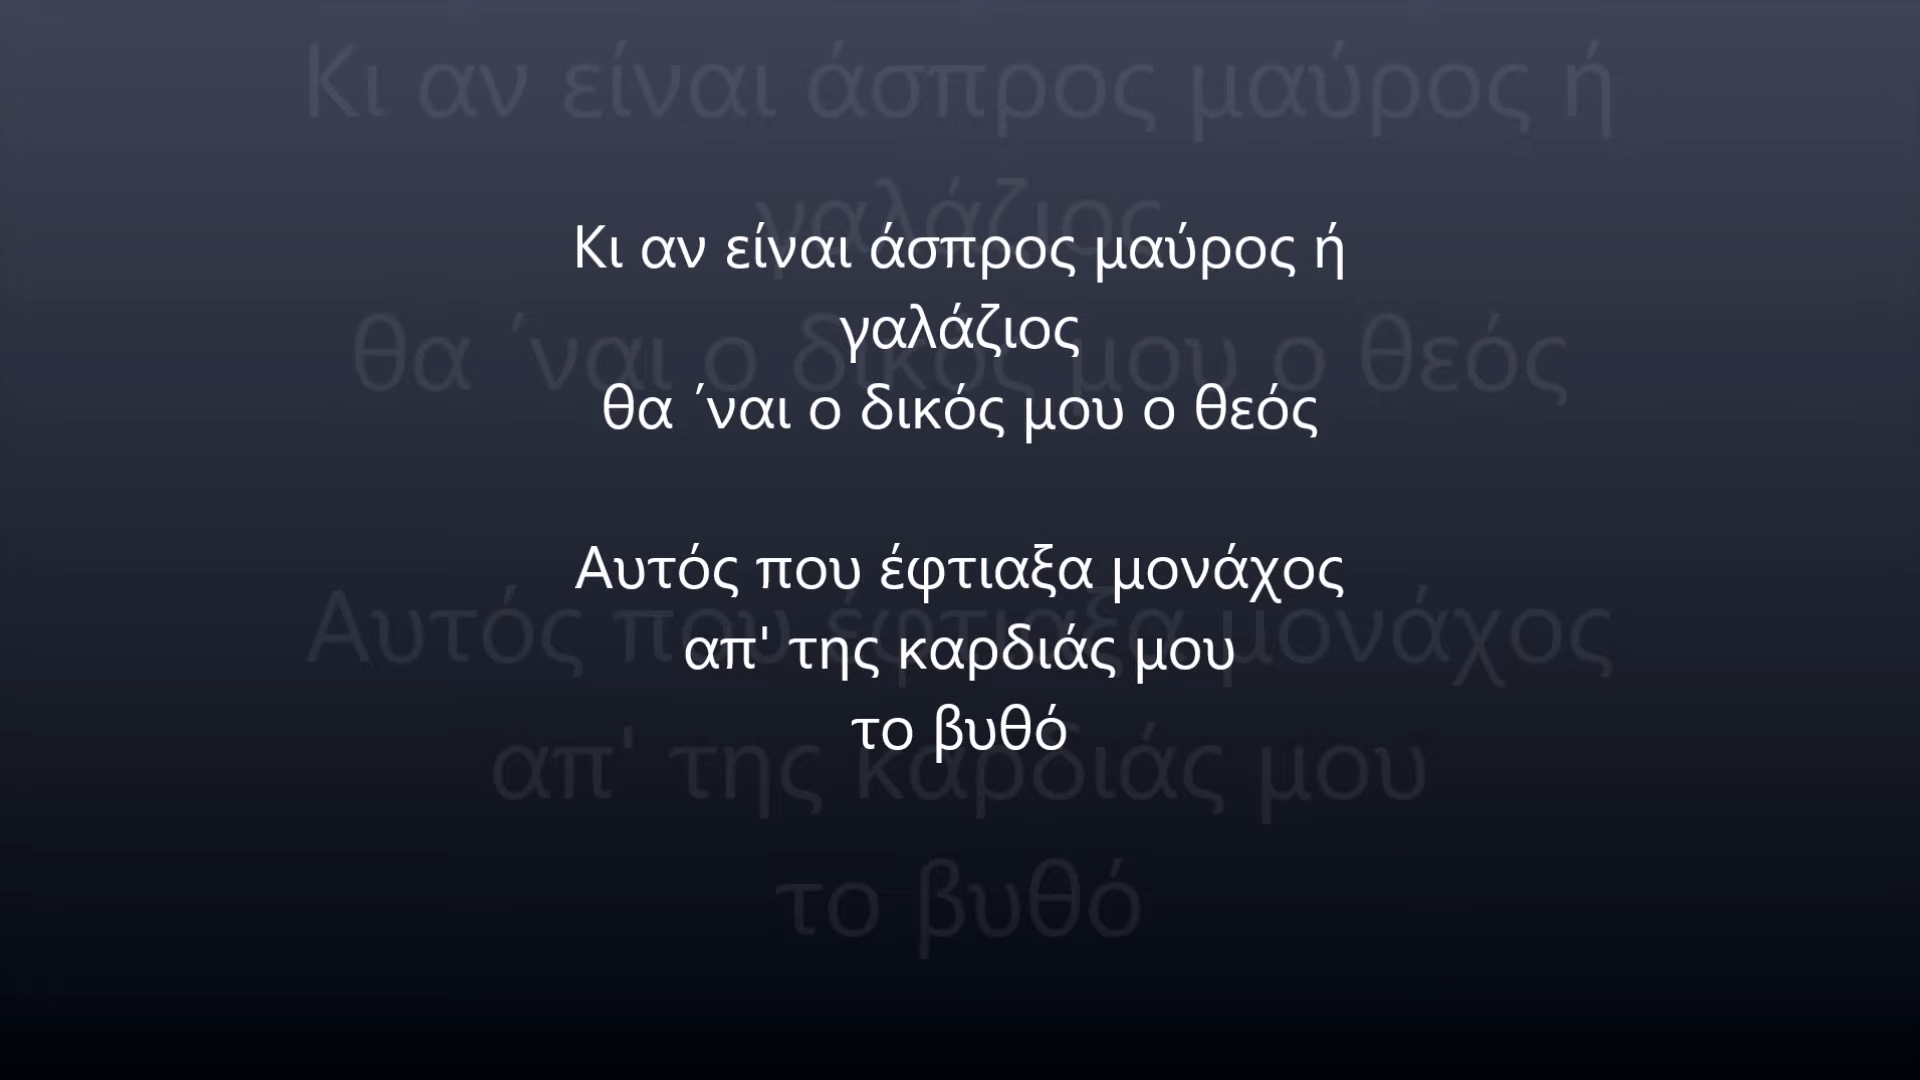 Κι αν είναι άσπρος μαύρος ή
γαλάζιος
θα ΄ναι ο δικός μου ο θεός
Αυτός που έφτιαξα μονάχος
απ' της καρδιάς μου
το βυθό